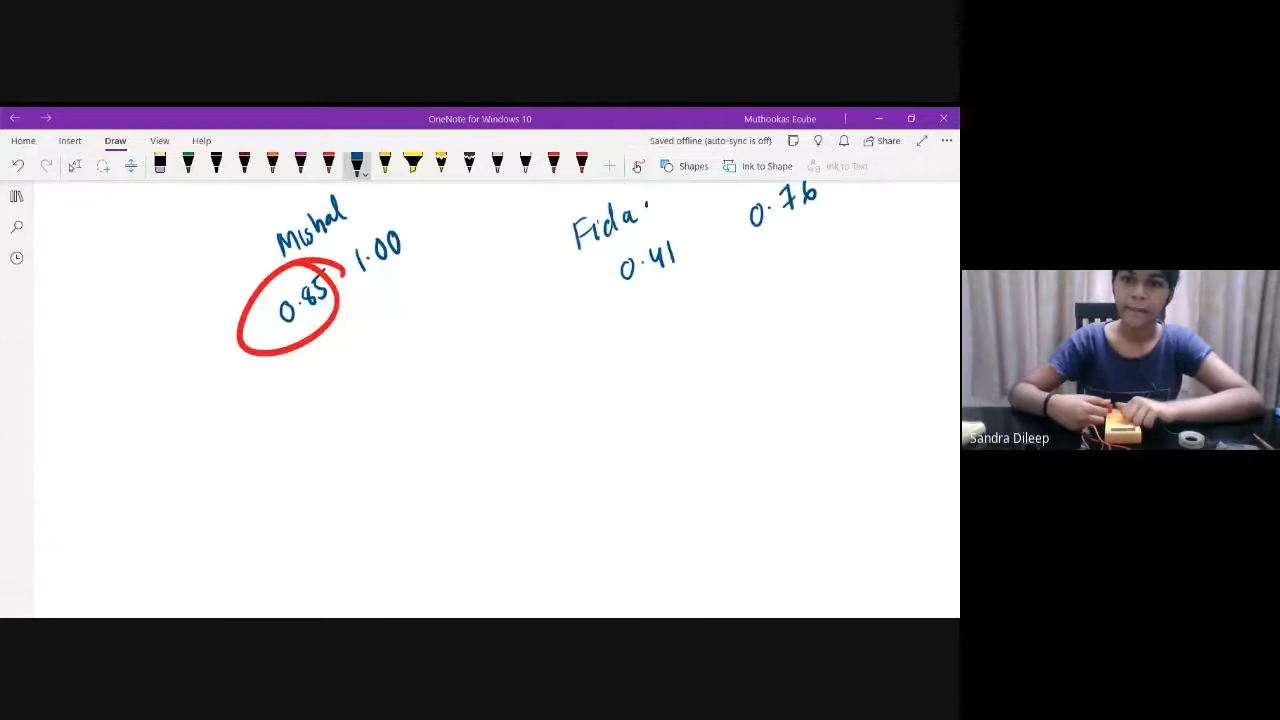 OneNote for Windows 10
Muthookas Ecube
Home Insert Draw View Help
Saved offline (auto-sync is off)
Share
Shapes
Ink to Shape
Ink to Text
Mishal
1.00
0.85
Fida
0.41
0.76
Sandra Dileep